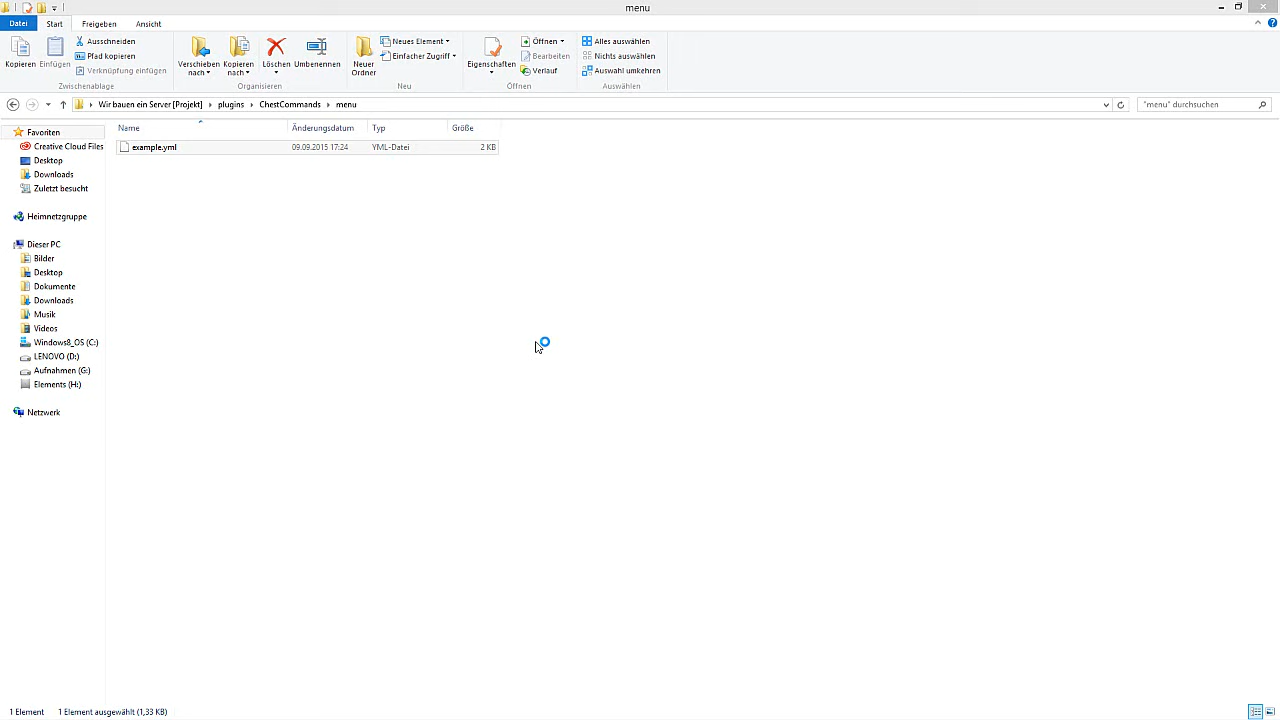 menu
Datei Start Freigeben Ansicht
Kopieren Einfügen Ausschneiden
Pfad kopieren
Verknüpfung einfügen
Zwischenablage
Verschieben nach Kopieren nach Löschen Umbenennen
Organisieren
Neuer Ordner Neues Element
Einfacher Zugriff
Neu
Eigenschaften Öffnen
Bearbeiten
Verlauf
Öffnen
Alles auswählen
Nichts auswählen
Auswahl umkehren
Auswählen
Wir bauen ein Server [Projekt] plugins ChestCommands menu
"menu" durchsuchen
Name Änderungsdatum Typ Größe
example.yml 09.09.2015 17:24 YML-Datei 2 KB
Favoriten
Creative Cloud Files
Desktop
Downloads
Zuletzt besucht
Heimnetzgruppe
Dieser PC
Bilder
Desktop
Dokumente
Downloads
Musik
Videos
Windows8_OS (C:)
LENOVO (D:)
Aufnahmen (G:)
Elements (H:)
Netzwerk
1 Element 1 Element ausgewählt (1,33 KB)